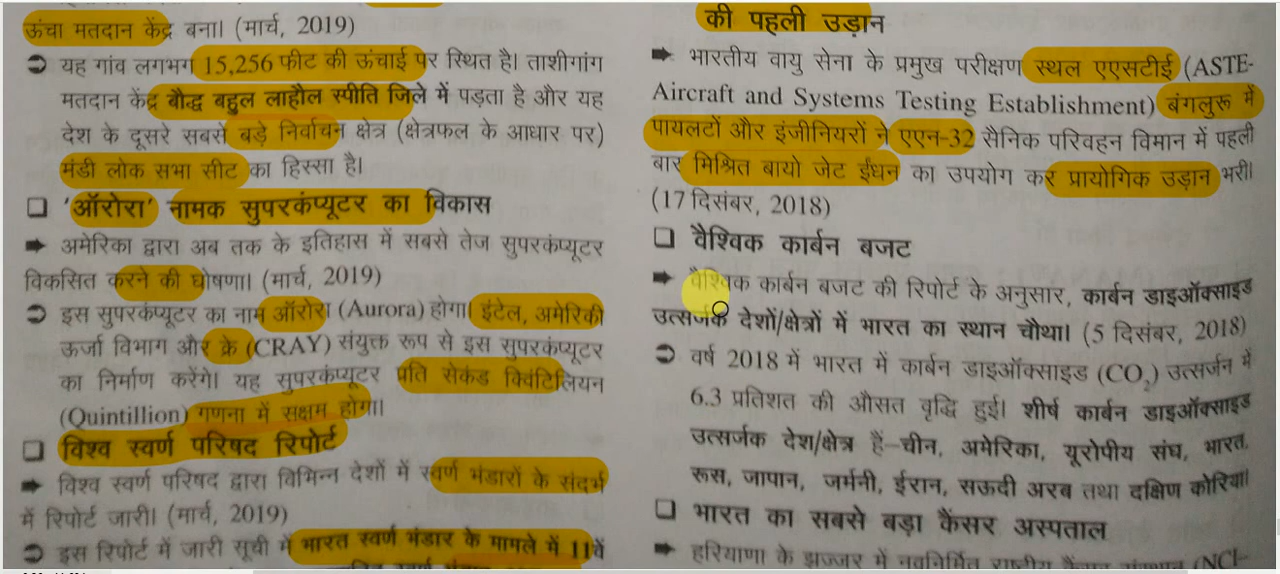 ऊंचा मतदान केंद्र बना। (मार्च, 2019)
➲ यह गांव लगभग 15,256 फीट की ऊंचाई पर स्थित है। ताशीगांग
मतदान केंद्र बौद्ध बहुल लाहौल स्पीति जिले में पड़ता है और यह
देश के दूसरे सबसे बड़े निर्वाचन क्षेत्र (क्षेत्रफल के आधार पर)
मंडी लोक सभा सीट का हिस्सा है।
❑ 'ऑरोरा' नामक सुपरकंप्यूटर का विकास
➡ अमेरिका द्वारा अब तक के इतिहास में सबसे तेज सुपरकंप्यूटर
विकसित करने की घोषणा। (मार्च, 2019)
➲ इस सुपरकंप्यूटर का नाम ऑरोरा (Aurora) होगा। इंटेल, अमेरिकी
ऊर्जा विभाग और क्रे (CRAY) संयुक्त रूप से इस सुपरकंप्यूटर
का निर्माण करेंगे। यह सुपरकंप्यूटर प्रति सेकंड क्विंटिलियन
(Quintillion) गणना में सक्षम होगा।
❑ विश्व स्वर्ण परिषद रिपोर्ट
➡ विश्व स्वर्ण परिषद द्वारा विभिन्न देशों में स्वर्ण भंडारों के संदर्भ
में रिपोर्ट जारी। (मार्च, 2019)
➲ इस रिपोर्ट में जारी सूची में भारत स्वर्ण भंडार के मामले में 11वें
की पहली उड़ान
➡ भारतीय वायु सेना के प्रमुख परीक्षण स्थल एएसटीई (ASTE-
Aircraft and Systems Testing Establishment) बंगलुरू में
पायलटों और इंजीनियरों ने एएन-32 सैनिक परिवहन विमान में पहली
बार मिश्रित बायो जेट ईंधन का उपयोग कर प्रायोगिक उड़ान भरी।
(17 दिसंबर, 2018)
❑ वैश्विक कार्बन बजट
➡ वैश्विक कार्बन बजट की रिपोर्ट के अनुसार, कार्बन डाइऑक्साइड
उत्सर्जक देशों/क्षेत्रों में भारत का स्थान चौथा। (5 दिसंबर, 2018)
➲ वर्ष 2018 में भारत में कार्बन डाइऑक्साइड (CO₂) उत्सर्जन में
6.3 प्रतिशत की औसत वृद्धि हुई। शीर्ष कार्बन डाइऑक्साइड
उत्सर्जक देश/क्षेत्र हैं–चीन, अमेरिका, यूरोपीय संघ, भारत,
रूस, जापान, जर्मनी, ईरान, सऊदी अरब तथा दक्षिण कोरिया।
❑ भारत का सबसे बड़ा कैंसर अस्पताल
➡ हरियाणा के झज्जर में नवनिर्मित राष्ट्रीय कैंसर संस्थान (NCI-